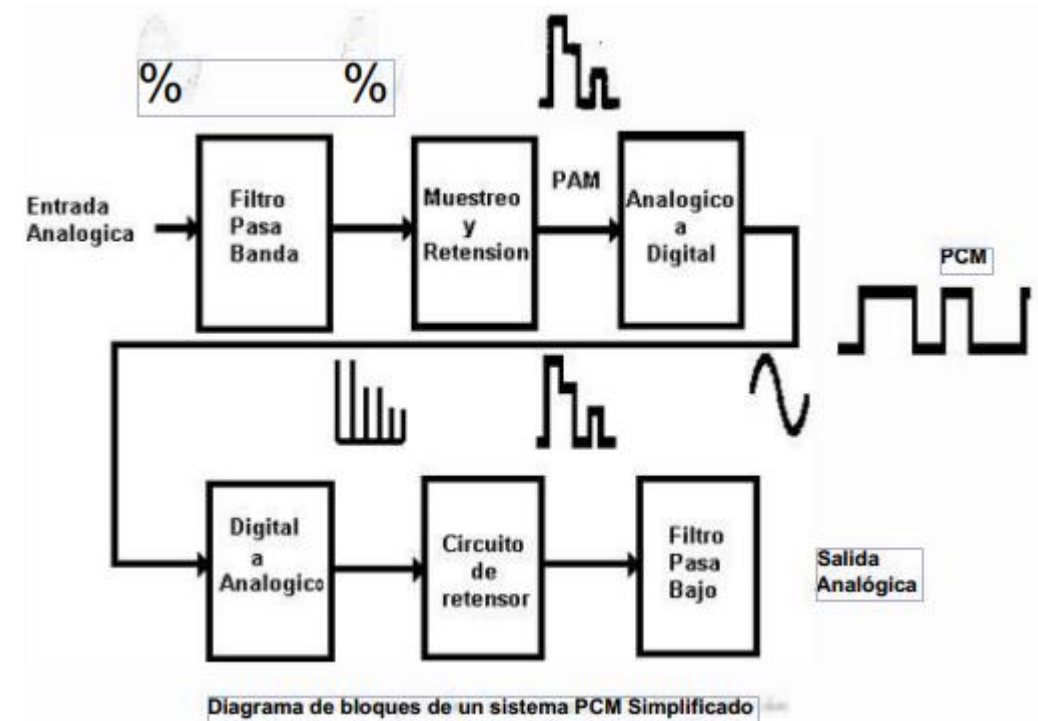 % %
PAM
Entrada
Analogica
Filtro
Pasa
Banda
Muestreo
y
Retension
Analogico
a
Digital
PCM
Digital
a
Analogico
Circuito
de
retensor
Filtro
Pasa
Bajo
Salida
Analógica
Diagrama de bloques de un sistema PCM Simplificado